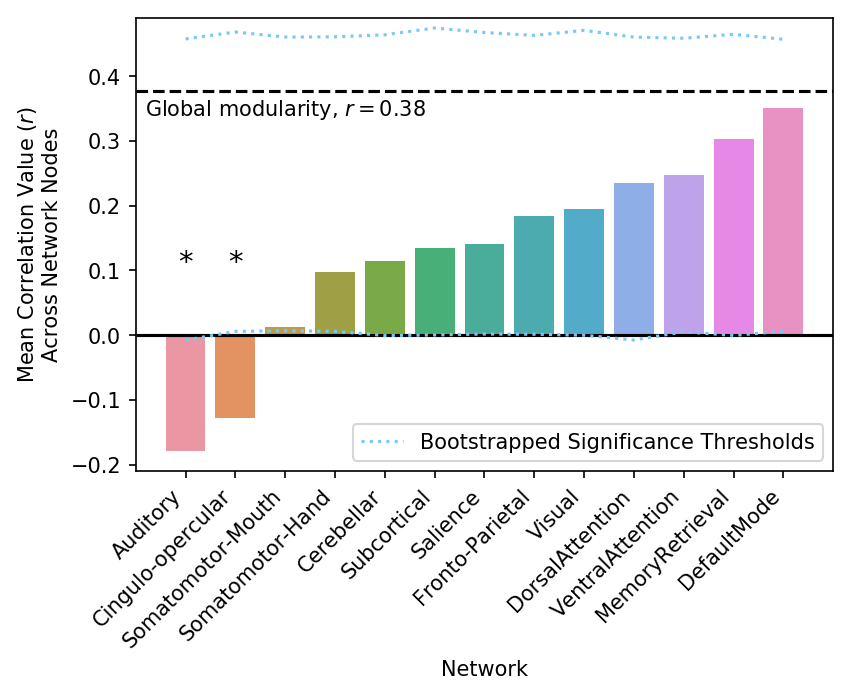 Mean Correlation Value (r)
Across Network Nodes
0.4
0.3
0.2
0.1
0.0
−0.1
−0.2
Global modularity, r = 0.38
* *
Bootstrapped Significance Thresholds
Auditory
Cingulo-opercular
Somatomotor-Mouth
Somatomotor-Hand
Cerebellar
Subcortical
Salience
Fronto-Parietal
Visual
DorsalAttention
VentralAttention
MemoryRetrieval
DefaultMode
Network